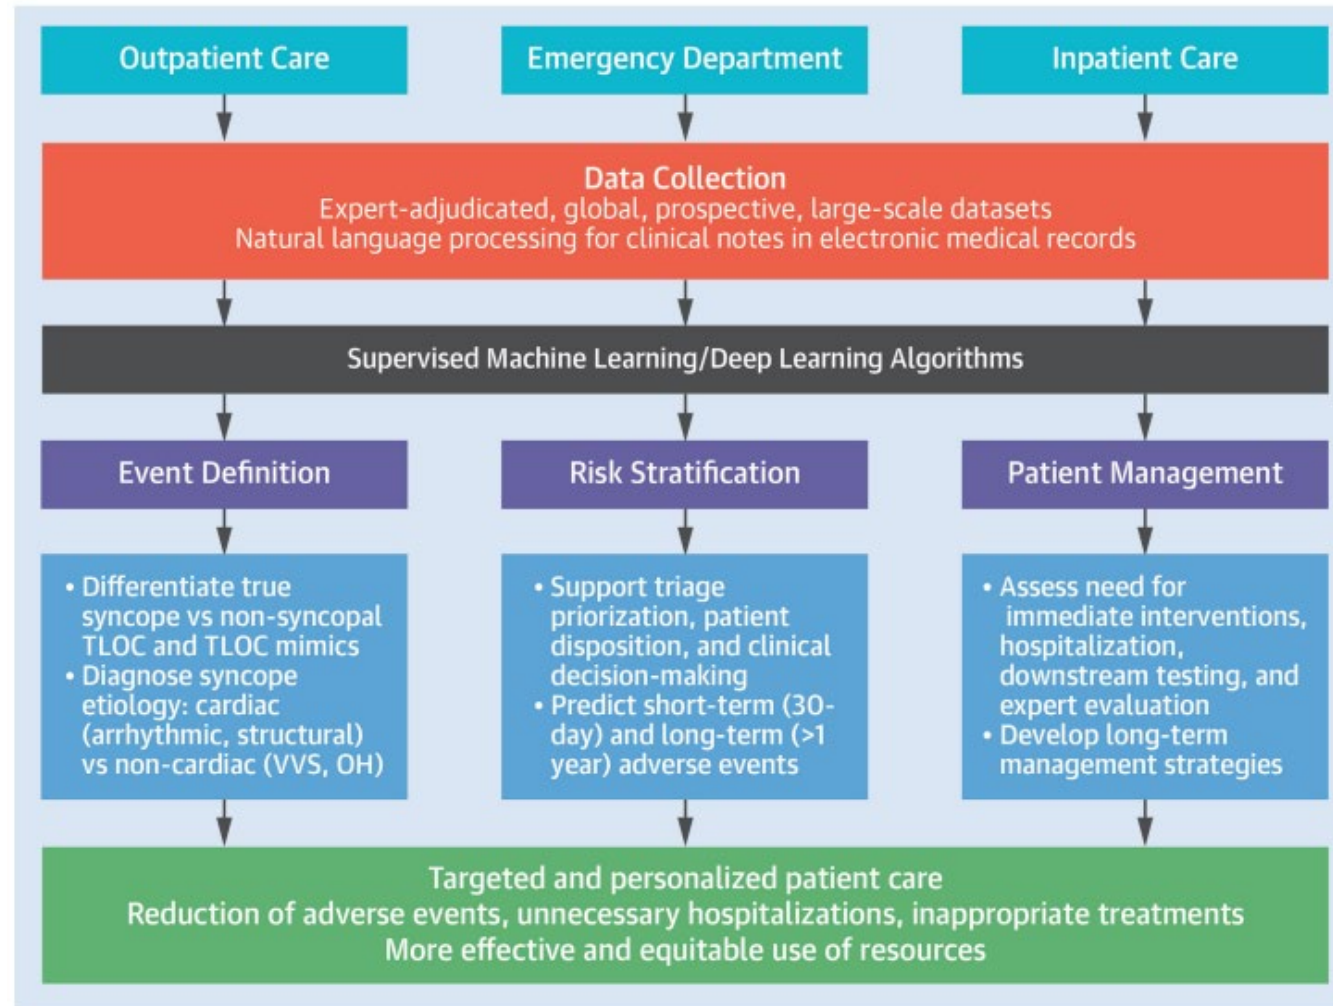 Outpatient Care
Emergency Department
Inpatient Care
Data Collection
Expert-adjudicated, global, prospective, large-scale datasets
Natural language processing for clinical notes in electronic medical records
Supervised Machine Learning/Deep Learning Algorithms
Event Definition
Risk Stratification
Patient Management
• Differentiate true
syncope vs non-syncopal
TLOC and TLOC mimics
• Diagnose syncope
etiology: cardiac
(arrhythmic, structural)
vs non-cardiac (VVS, OH)
• Support triage
priorization, patient
disposition, and clinical
decision-making
• Predict short-term (30-
day) and long-term (>1
year) adverse events
• Assess need for
immediate interventions,
hospitalization,
downstream testing, and
expert evaluation
• Develop long-term
management strategies
Targeted and personalized patient care
Reduction of adverse events, unnecessary hospitalizations, inappropriate treatments
More effective and equitable use of resources